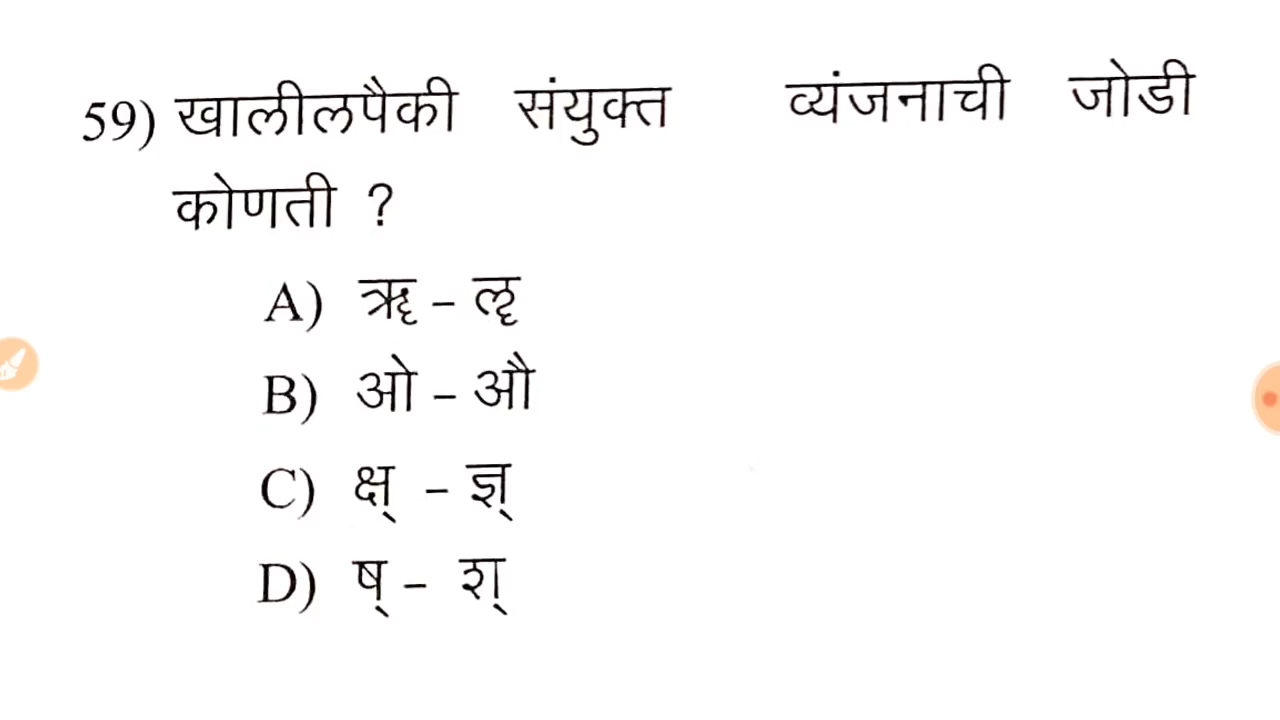 59) खालीलपैकी संयुक्त व्यंजनाची जोडी
कोणती ?
A) ॠ – ॡ
B) ओ – औ
C) क्ष् – ज्ञ्
D) ष् – श्